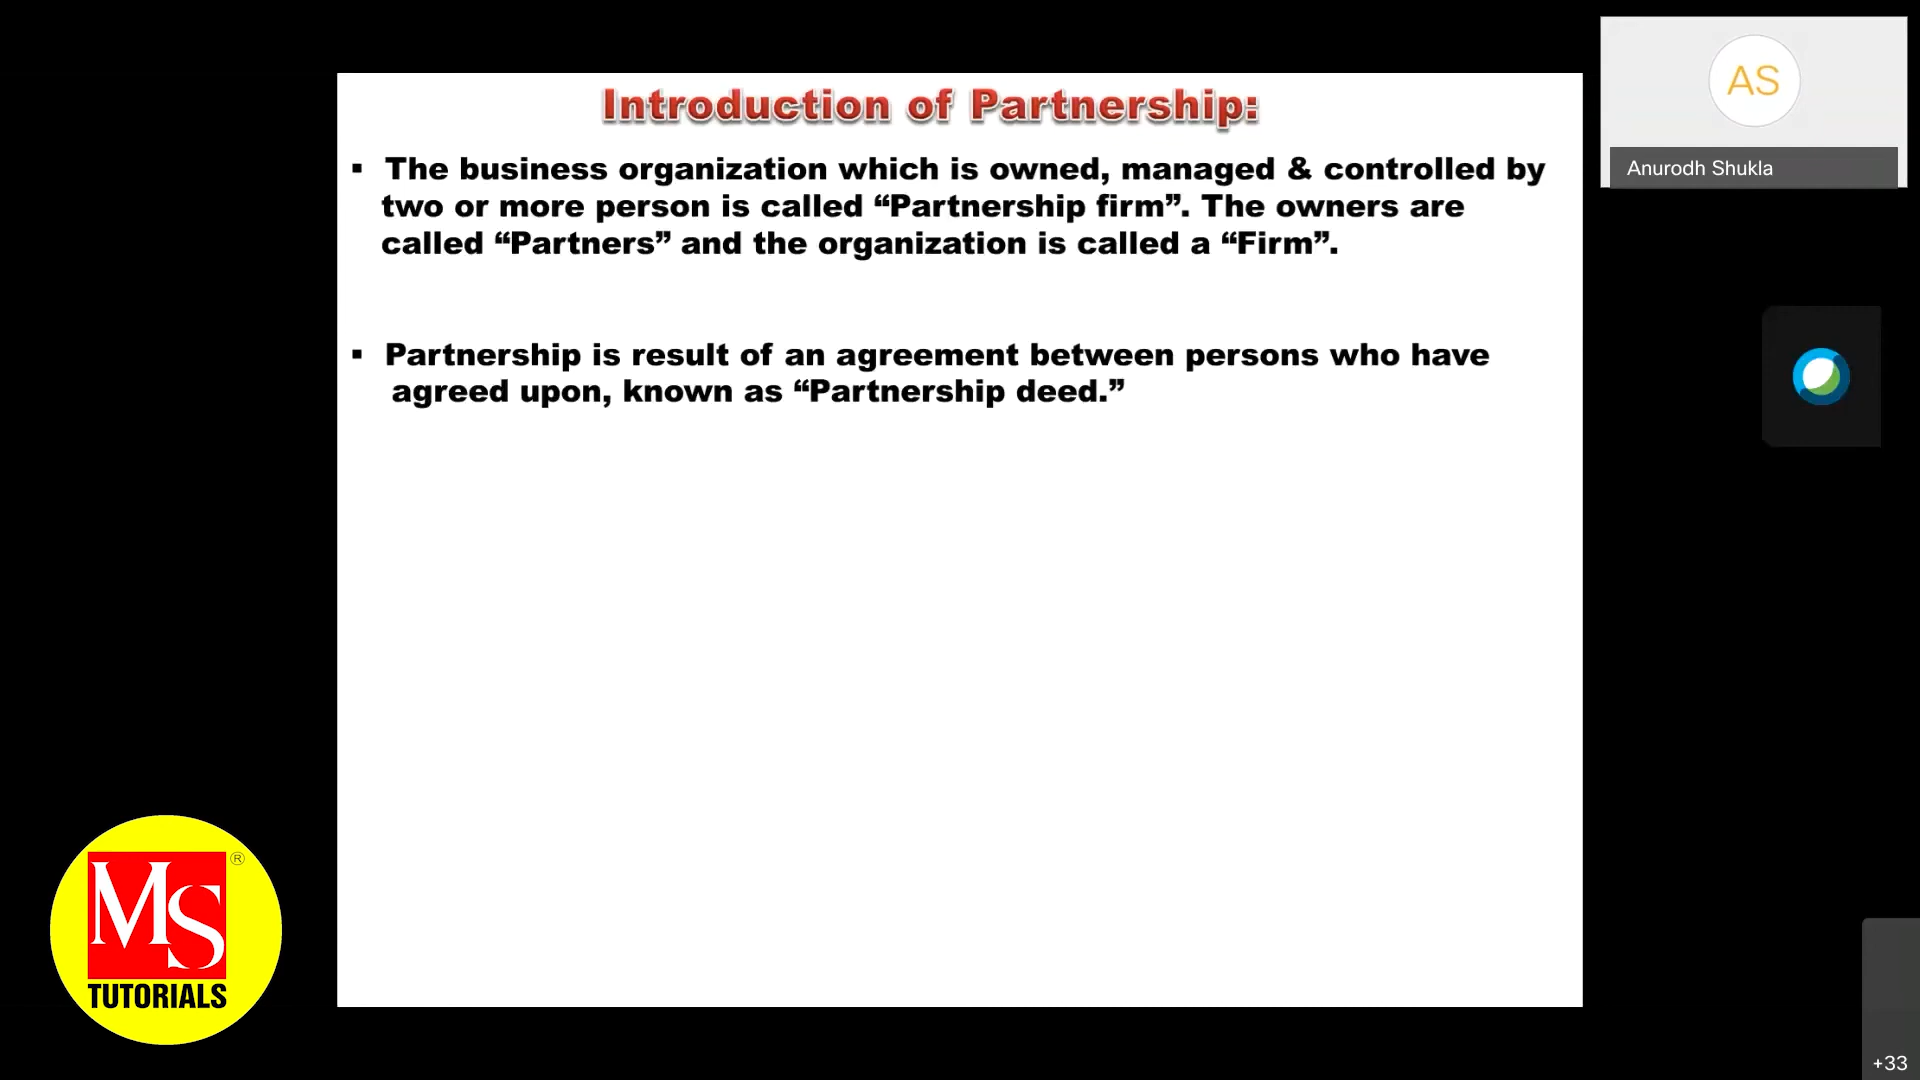 Introduction of Partnership:
▪ The business organization which is owned, managed & controlled by
two or more person is called “Partnership firm”. The owners are
called “Partners” and the organization is called a “Firm”.
▪ Partnership is result of an agreement between persons who have
agreed upon, known as “Partnership deed.”
AS
Anurodh Shukla
MS
®
TUTORIALS
+33